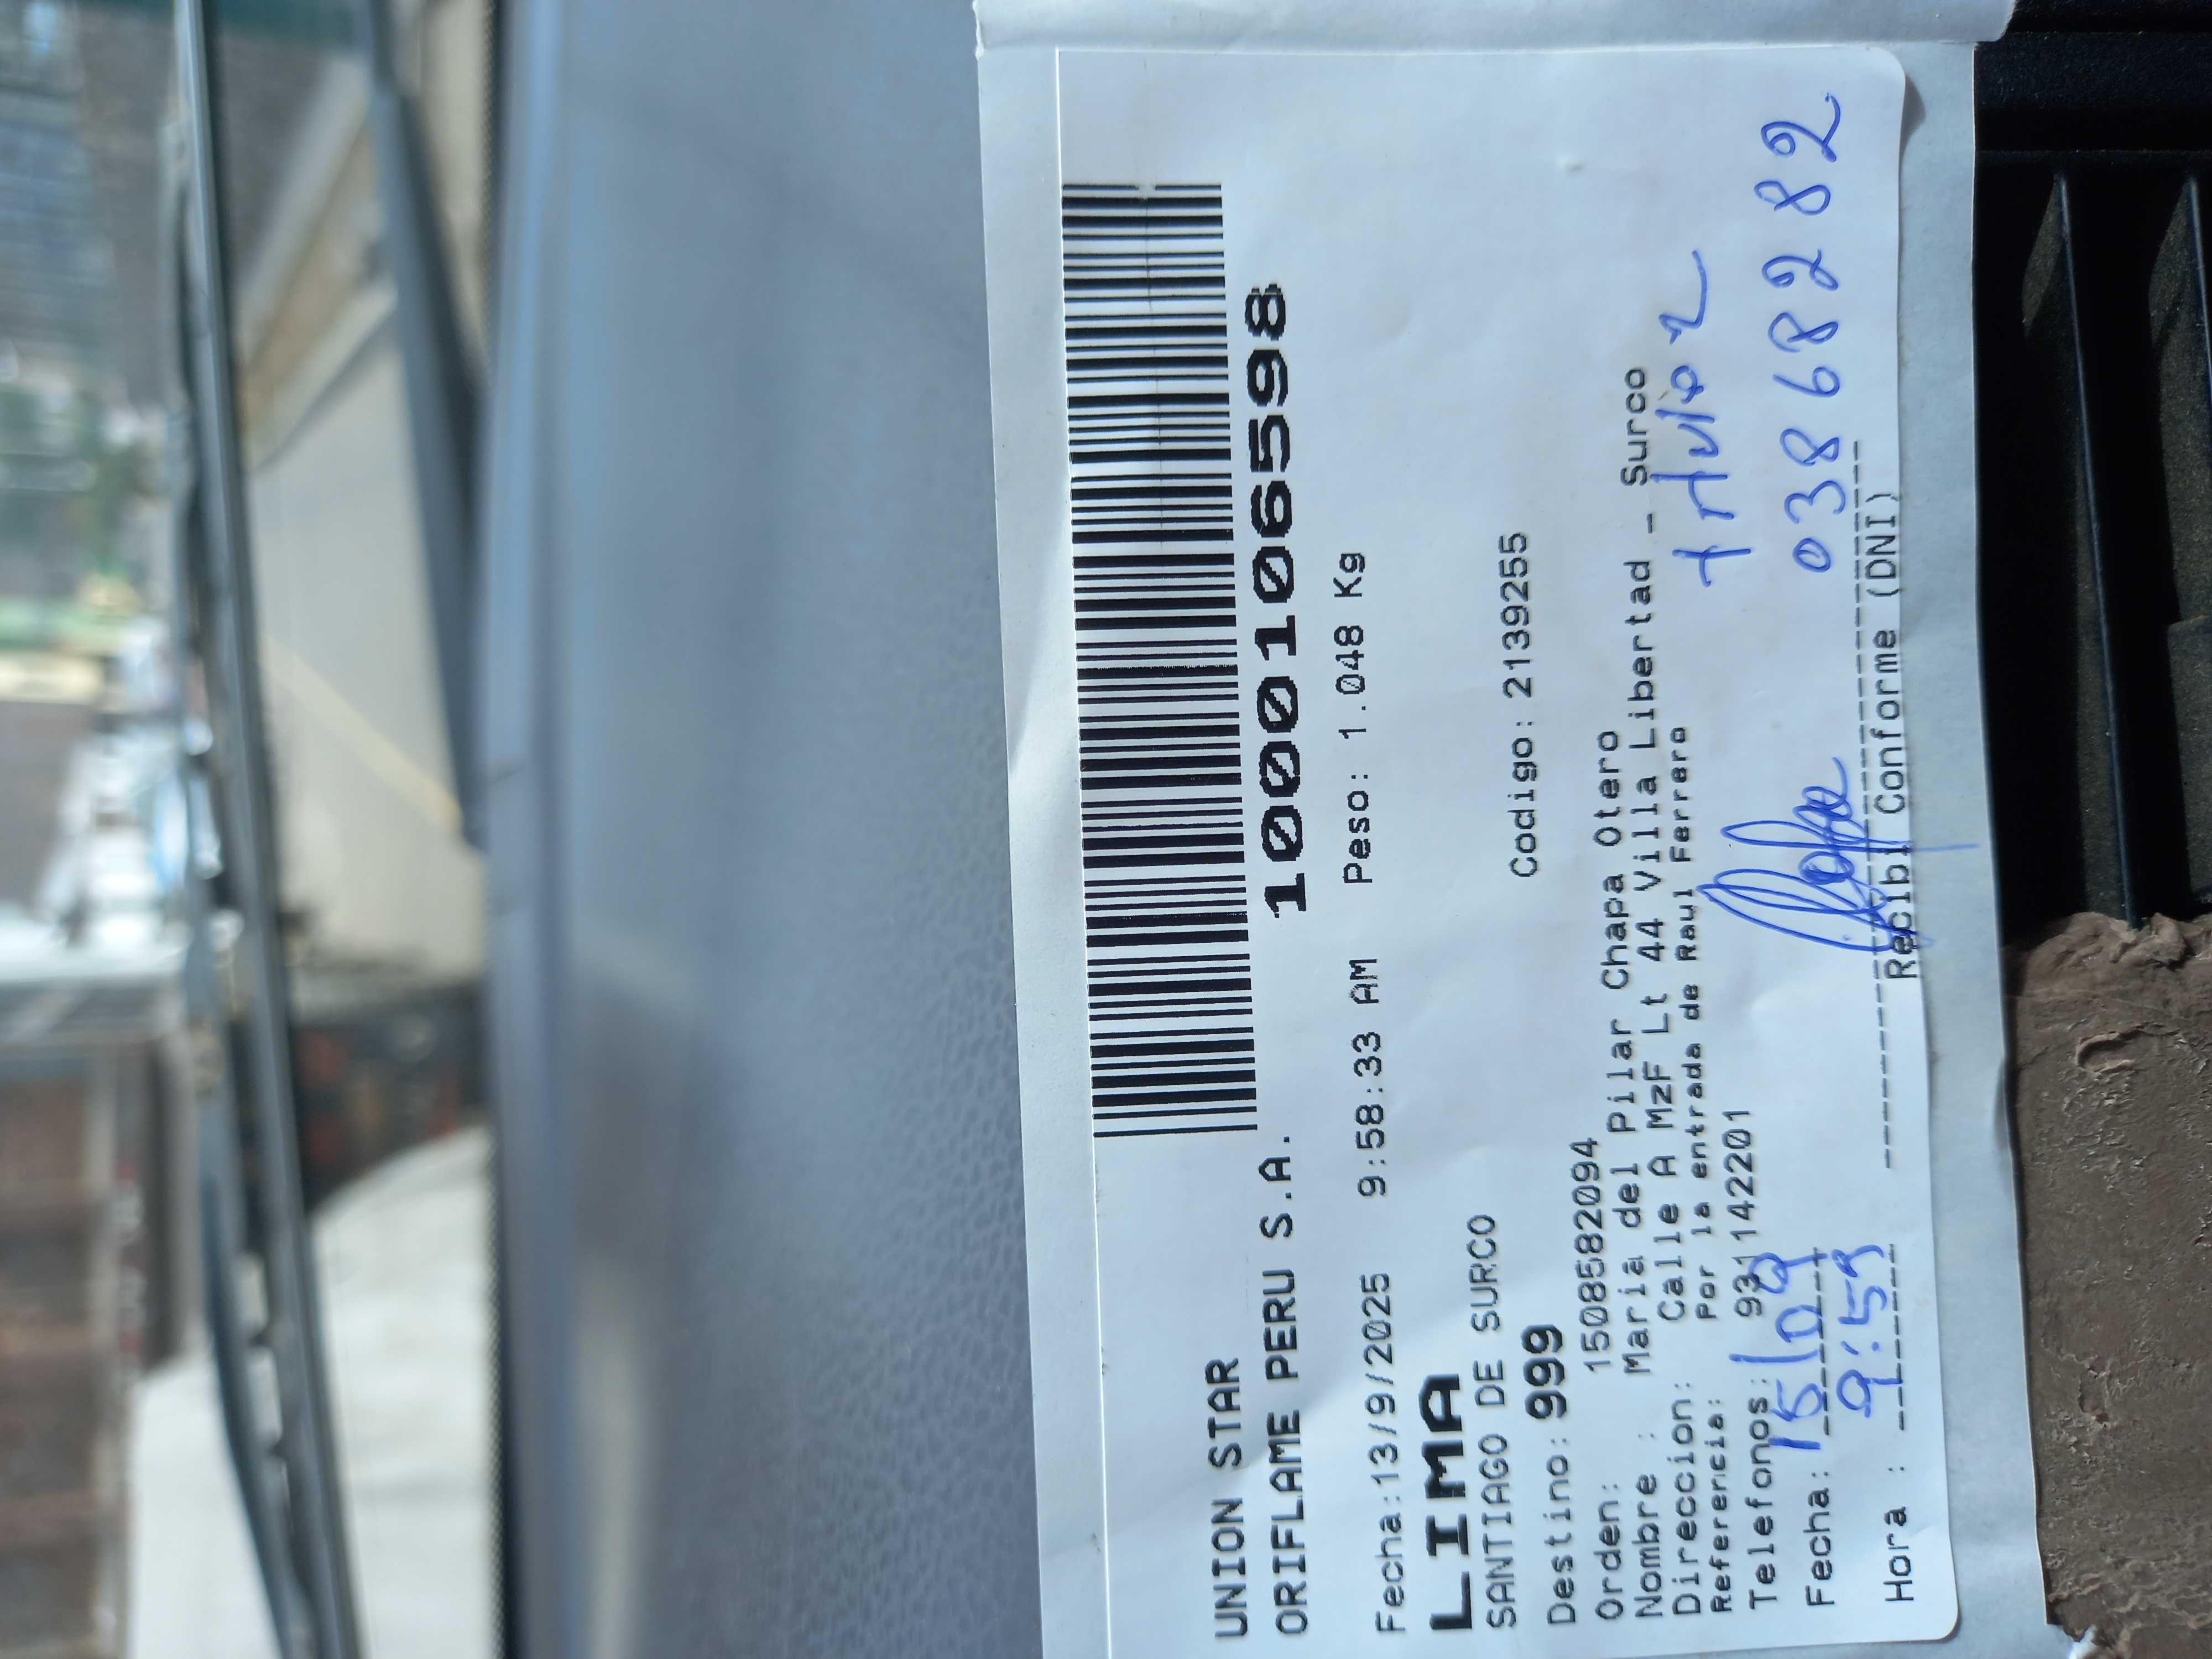 UNION STAR
ORIFLAME PERU S.A.
1000106598
Fecha:13/9/2025 9:58:33 AM Peso: 1.048 Kg
LIMA
SANTIAGO DE SURCO
Destino: 999 Codigo: 2139255
Orden: 1508582094
Nombre : Maria del Pilar Chapa Otero
Direccion: Calle A MzF Lt 44 Villa Libertad - Surco
Referencia: Por la entrada de Raul Ferrero
Telefonos: 931142201
Fecha: 15/09
03868282
Hora : 9:59
Recibi Conforme (DNI)